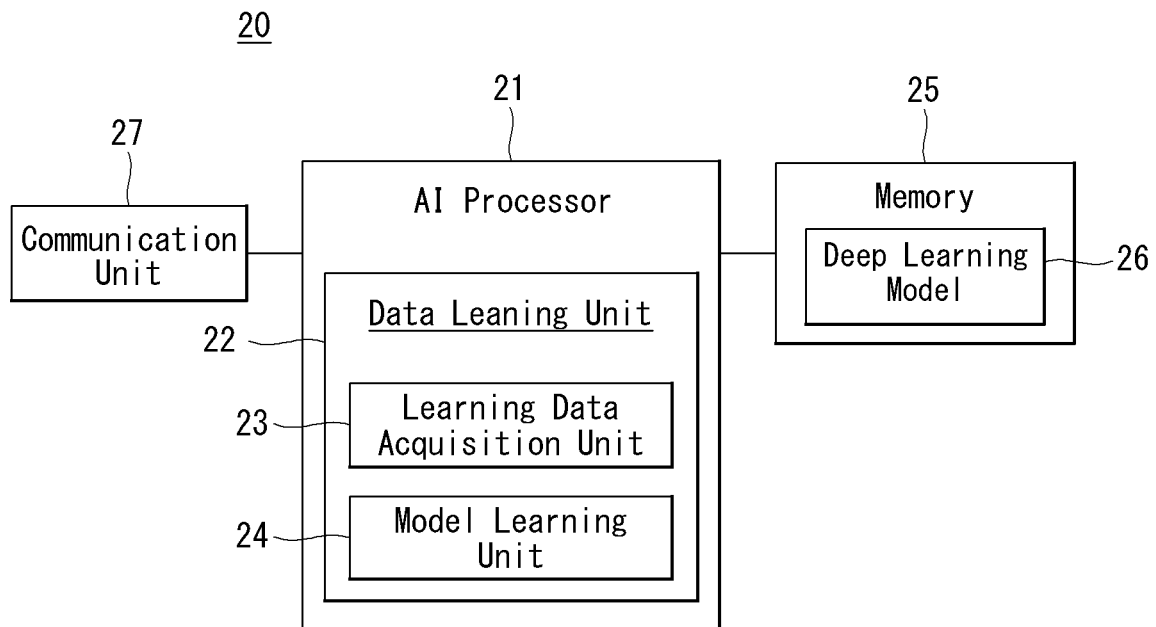 20
21
25
27
AI Processor
Memory
Communication
Unit
Deep Learning
Model
26
Data Leaning Unit
22
Learning Data
Acquisition Unit
23
Model Learning
Unit
24